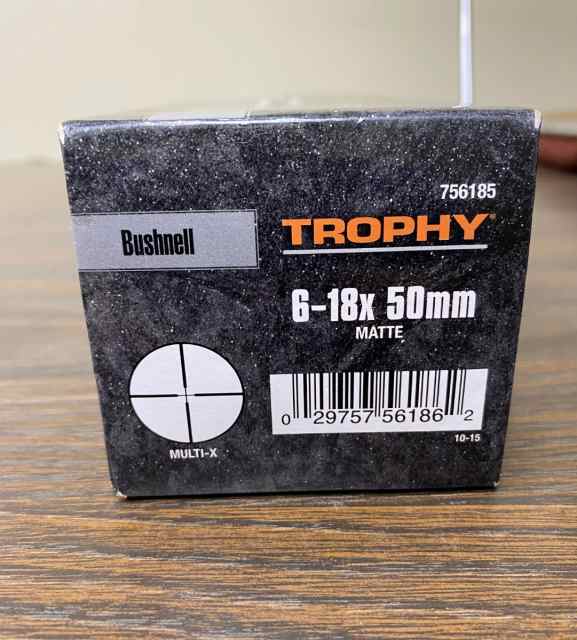 756185
Bushnell
TROPHY®
6-18x 50mm
MATTE
MULTI-X
0 29757 56186 2
10-15